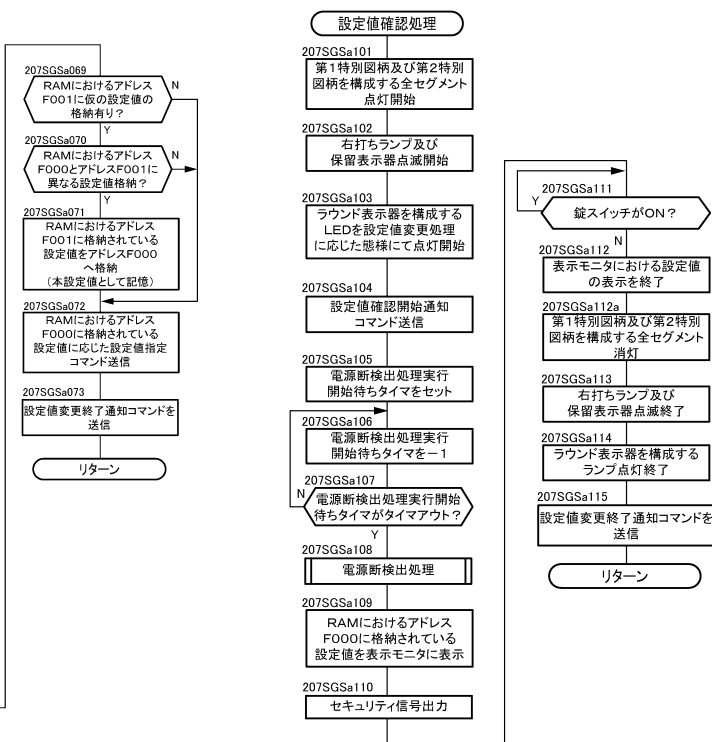 207SGSa069
RAMにおけるアドレス
F001に仮の設定値の
格納有り？
N
Y
207SGSa070
RAMにおけるアドレス
F000とアドレスF001に
異なる設定値格納？
N
Y
207SGSa071
RAMにおけるアドレス
F001に格納されている
設定値をアドレスF000
へ格納
(本設定値として記憶)
207SGSa072
RAMにおけるアドレス
F000に格納されている
設定値に応じた設定値指定
コマンド送信
207SGSa073
設定値変更終了通知コマンドを
送信
リターン
設定値確認処理
207SGSa101
第1特別図柄及び第2特別
図柄を構成する全セグメント
点灯開始
207SGSa102
右打ちランプ及び
保留表示器点滅開始
207SGSa103
ラウンド表示器を構成する
LEDを設定値変更処理
に応じた態様にて点灯開始
207SGSa104
設定値確認開始通知
コマンド送信
207SGSa105
電源断検出処理実行
開始待ちタイマをセット
207SGSa106
電源断検出処理実行
開始待ちタイマを－1
207SGSa107
N
電源断検出処理実行開始
待ちタイマがタイマアウト？
Y
207SGSa108
電源断検出処理
207SGSa109
RAMにおけるアドレス
F000に格納されている
設定値を表示モニタに表示
207SGSa110
セキュリティ信号出力
207SGSa111
Y
錠スイッチがON？
N
207SGSa112
表示モニタにおける設定値
の表示を終了
207SGSa112a
第1特別図柄及び第2特別
図柄を構成する全セグメント
消灯
207SGSa113
右打ちランプ及び
保留表示器点滅終了
207SGSa114
ラウンド表示器を構成する
ランプ点灯終了
207SGSa115
設定値変更終了通知コマンドを
送信
リターン